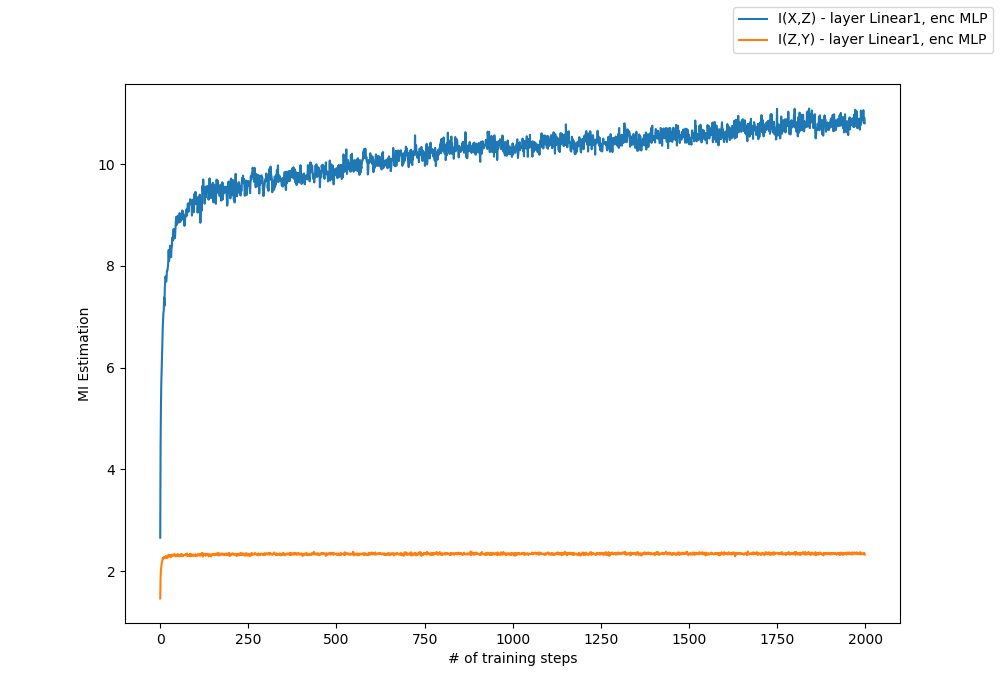 I(X,Z) - layer Linear1, enc MLP
I(Z,Y) - layer Linear1, enc MLP
10
8
6
4
2
MI Estimation
0 250 500 750 1000 1250 1500 1750 2000
# of training steps